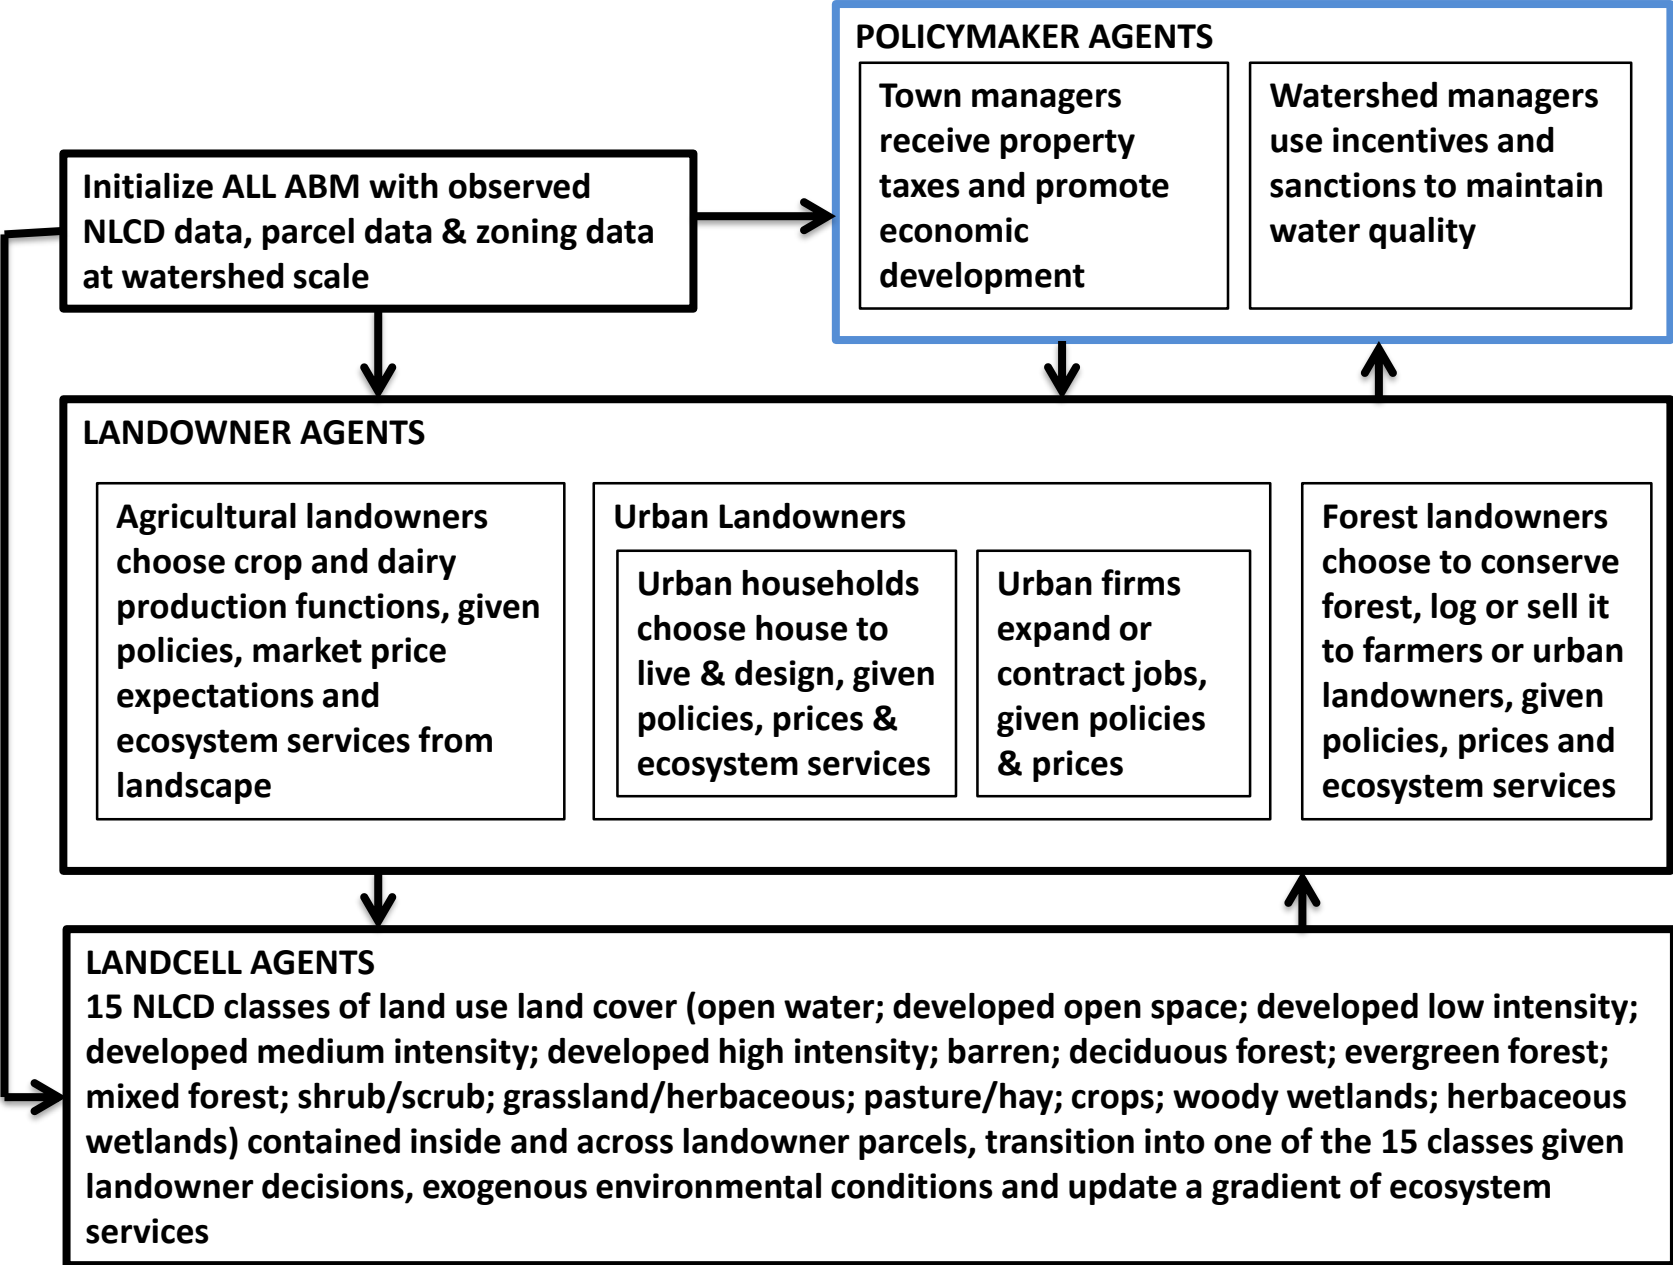 POLICYMAKER AGENTS
Town managers
receive property
taxes and promote
economic
development
Watershed managers
use incentives and
sanctions to maintain
water quality
Initialize ALL ABM with observed
NLCD data, parcel data & zoning data
at watershed scale
LANDOWNER AGENTS
Agricultural landowners
choose crop and dairy
production functions, given
policies, market price
expectations and
ecosystem services from
landscape
Urban Landowners
Urban households
choose house to
live & design, given
policies, prices &
ecosystem services
Urban firms
expand or
contract jobs,
given policies
& prices
Forest landowners
choose to conserve
forest, log or sell it
to farmers or urban
landowners, given
policies, prices and
ecosystem services
LANDCELL AGENTS
15 NLCD classes of land use land cover (open water; developed open space; developed low intensity;
developed medium intensity; developed high intensity; barren; deciduous forest; evergreen forest;
mixed forest; shrub/scrub; grassland/herbaceous; pasture/hay; crops; woody wetlands; herbaceous
wetlands) contained inside and across landowner parcels, transition into one of the 15 classes given
landowner decisions, exogenous environmental conditions and update a gradient of ecosystem
services